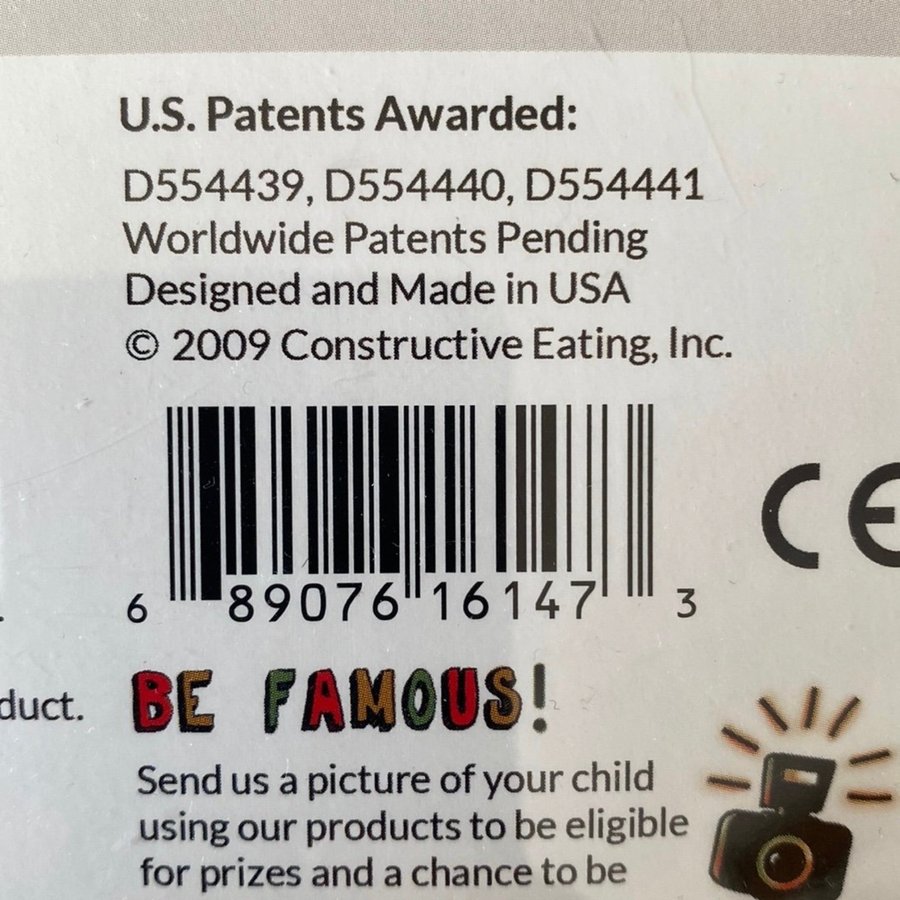 U.S. Patents Awarded:
D554439, D554440, D554441
Worldwide Patents Pending
Designed and Made in USA
© 2009 Constructive Eating, Inc.
6 89076 16147 3
CE
duct.
BE FAMOUS!
Send us a picture of your child
using our products to be eligible
for prizes and a chance to be